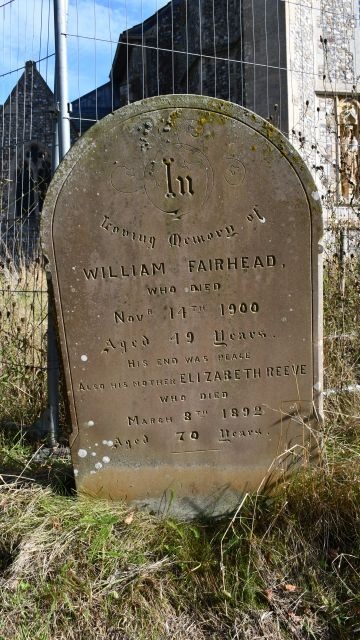 In
Loving Memory of
WILLIAM FAIRHEAD,
WHO DIED
NOVR 14TH 1900
Aged 49 Years.
HIS END WAS PEACE
ALSO HIS MOTHER ELIZABETH REEVE
WHO DIED
MARCH 8TH 1892
Aged 70 Years.